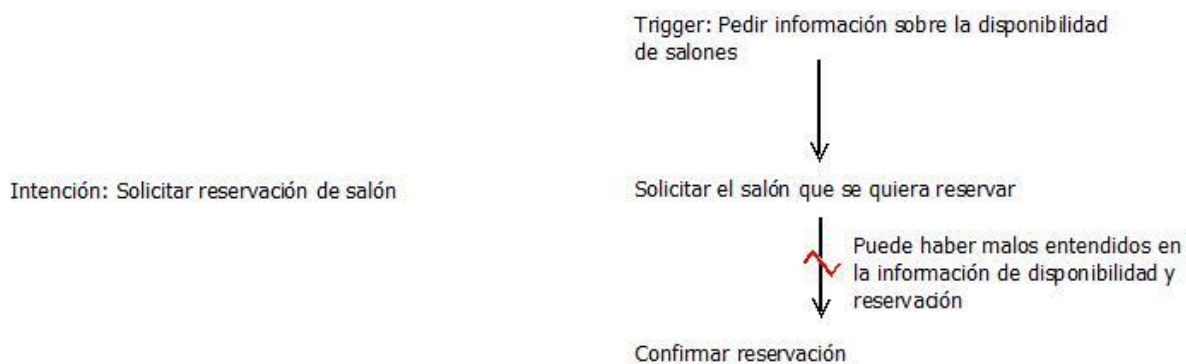 Trigger: Pedir información sobre la disponibilidad
de salones
Intención: Solicitar reservación de salón
Solicitar el salón que se quiera reservar
Puede haber malos entendidos en
la información de disponibilidad y
reservación
Confirmar reservación